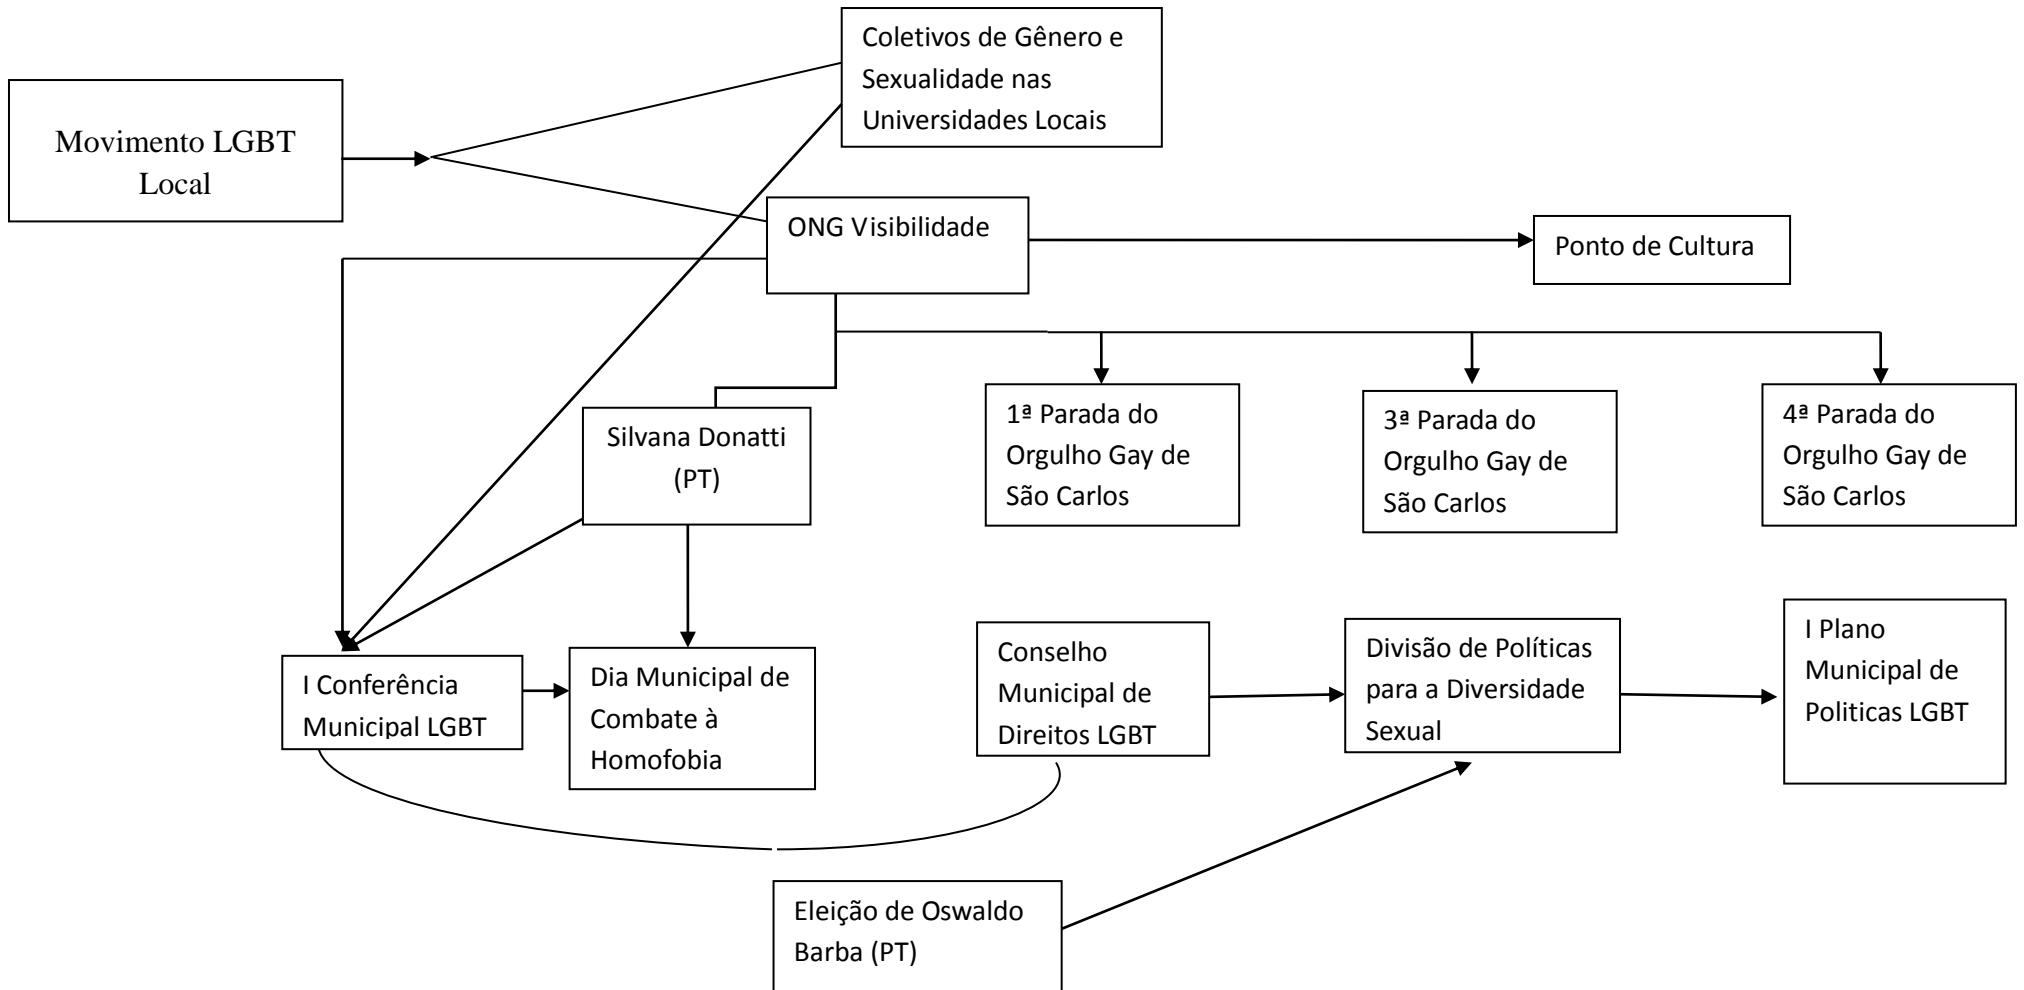 Coletivos de Gênero e
Sexualidade nas
Universidades Locais
Movimento LGBT
Local
ONG Visibilidade
Ponto de Cultura
Silvana Donatti
(PT)
1ª Parada do
Orgulho Gay de
São Carlos
3ª Parada do
Orgulho Gay de
São Carlos
4ª Parada do
Orgulho Gay de
São Carlos
I Conferência
Municipal LGBT
Dia Municipal de
Combate à
Homofobia
Conselho
Municipal de
Direitos LGBT
Divisão de Políticas
para a Diversidade
Sexual
I Plano
Municipal de
Politicas LGBT
Eleição de Oswaldo
Barba (PT)